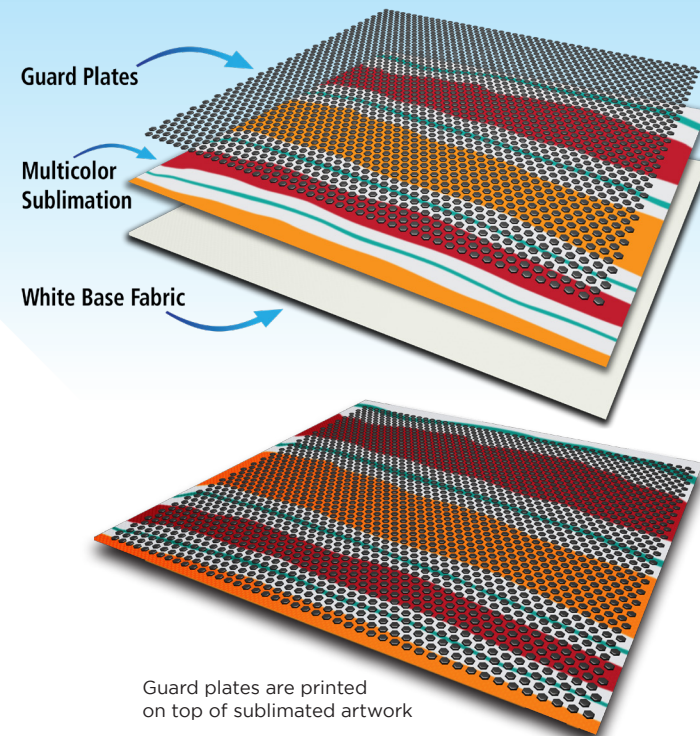 Guard Plates
Multicolor
Sublimation
White Base Fabric
Guard plates are printed
on top of sublimated artwork